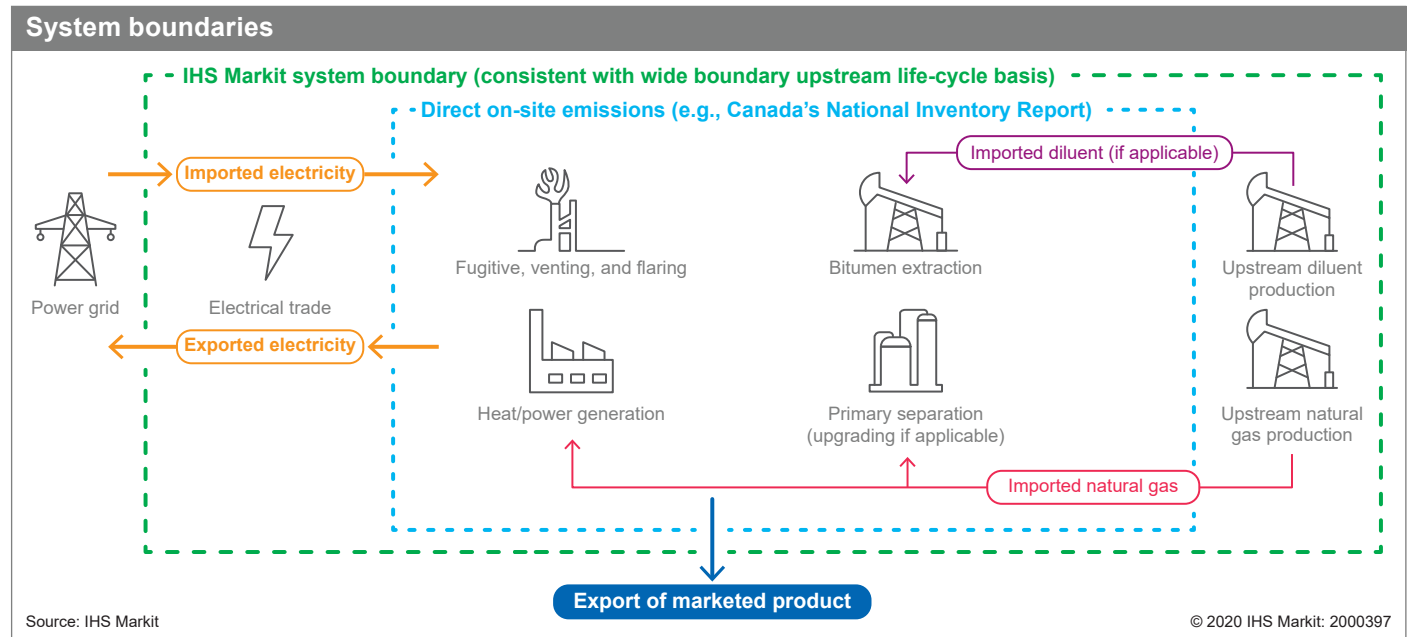 System boundaries
IHS Markit system boundary (consistent with wide boundary upstream life-cycle basis)
Direct on-site emissions (e.g., Canada's National Inventory Report)
Imported electricity
Imported diluent (if applicable)
Power grid
Electrical trade
Fugitive, venting, and flaring
Bitumen extraction
Upstream diluent
production
Exported electricity
Heat/power generation
Primary separation
(upgrading if applicable)
Upstream natural
gas production
Imported natural gas
Export of marketed product
Source: IHS Markit
© 2020 IHS Markit: 2000397